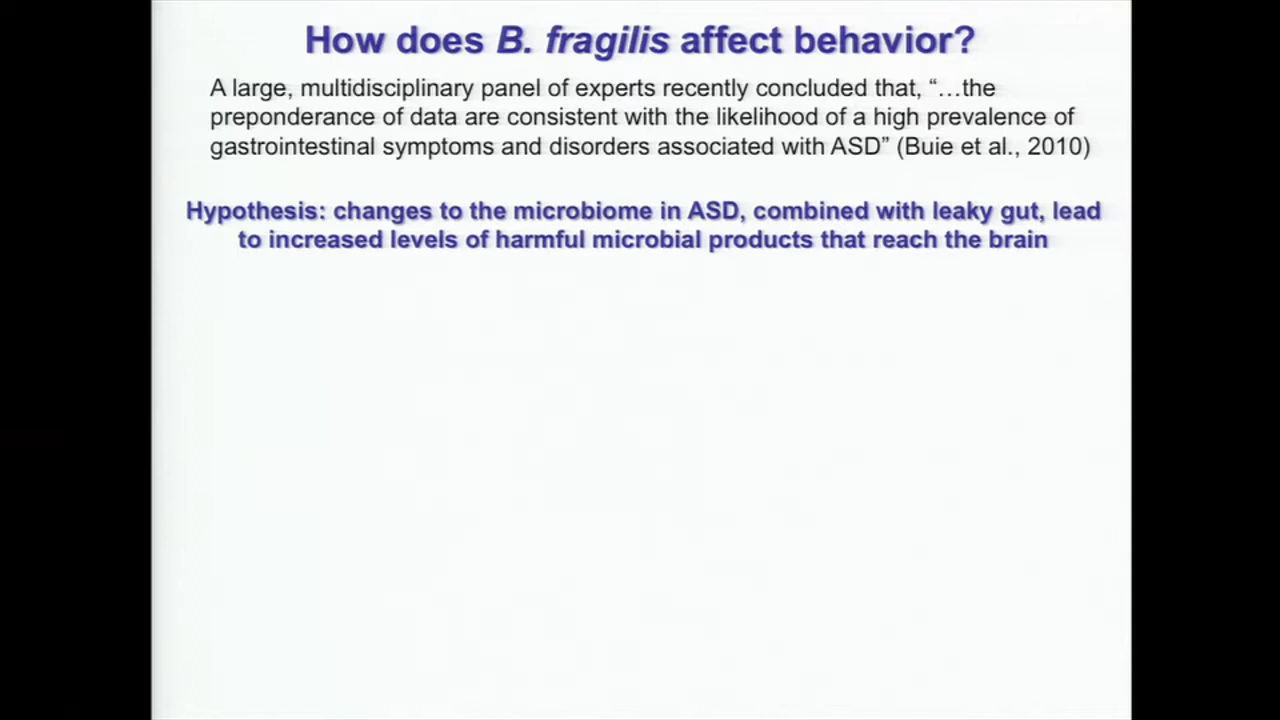 How does B. fragilis affect behavior?
A large, multidisciplinary panel of experts recently concluded that, “…the
preponderance of data are consistent with the likelihood of a high prevalence of
gastrointestinal symptoms and disorders associated with ASD” (Buie et al., 2010)
Hypothesis: changes to the microbiome in ASD, combined with leaky gut, lead
to increased levels of harmful microbial products that reach the brain